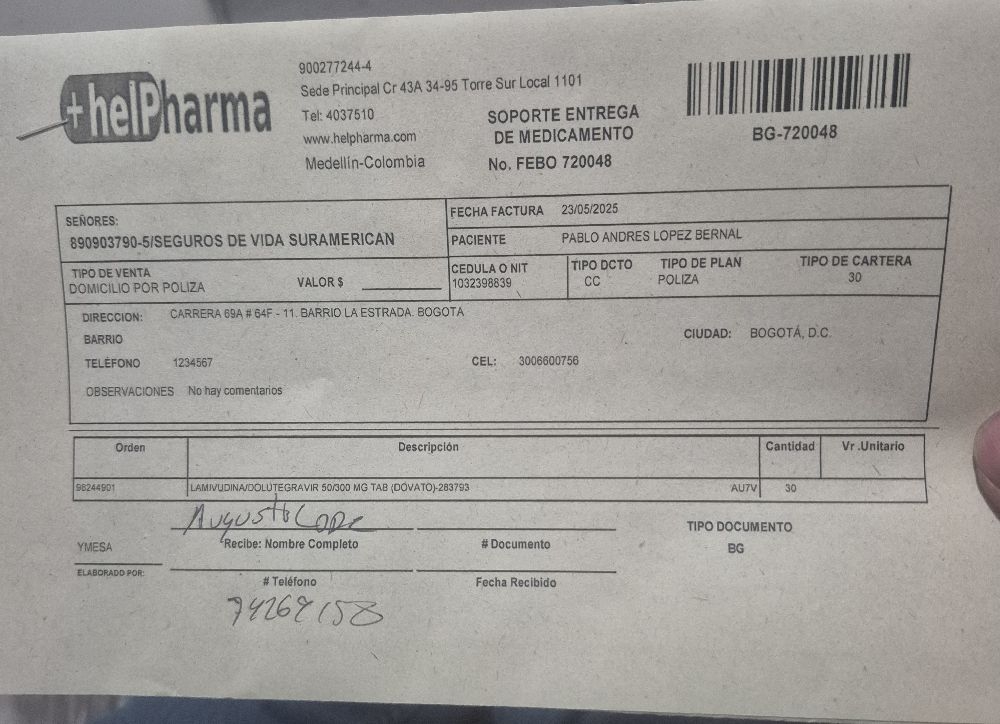 +helPharma
900277244-4
Sede Principal Cr 43A 34-95 Torre Sur Local 1101
Tel: 4037510
www.helpharma.com
Medellín-Colombia
SOPORTE ENTREGA
DE MEDICAMENTO
No. FEBO 720048
BG-720048
SEÑORES:
890903790-5/SEGUROS DE VIDA SURAMERICAN
FECHA FACTURA 23/05/2025
PACIENTE PABLO ANDRES LOPEZ BERNAL
TIPO DE VENTA
DOMICILIO POR POLIZA
VALOR $
CEDULA O NIT
1032398839
TIPO DCTO
CC
TIPO DE PLAN
POLIZA
TIPO DE CARTERA
30
DIRECCION: CARRERA 69A # 64F - 11. BARRIO LA ESTRADA. BOGOTA
BARRIO
CIUDAD: BOGOTÁ, D.C.
TELÉFONO 1234567
CEL: 3006600756
OBSERVACIONES No hay comentarios
Orden Descripción Cantidad Vr .Unitario
98244901 LAMIVUDINA/DOLUTEGRAVIR 50/300 MG TAB (DOVATO)-283793 AU7V 30
Augusto Lopez
Recibe: Nombre Completo
# Documento
TIPO DOCUMENTO
BG
YMESA
ELABORADO POR:
# Teléfono
Fecha Recibido
74269158